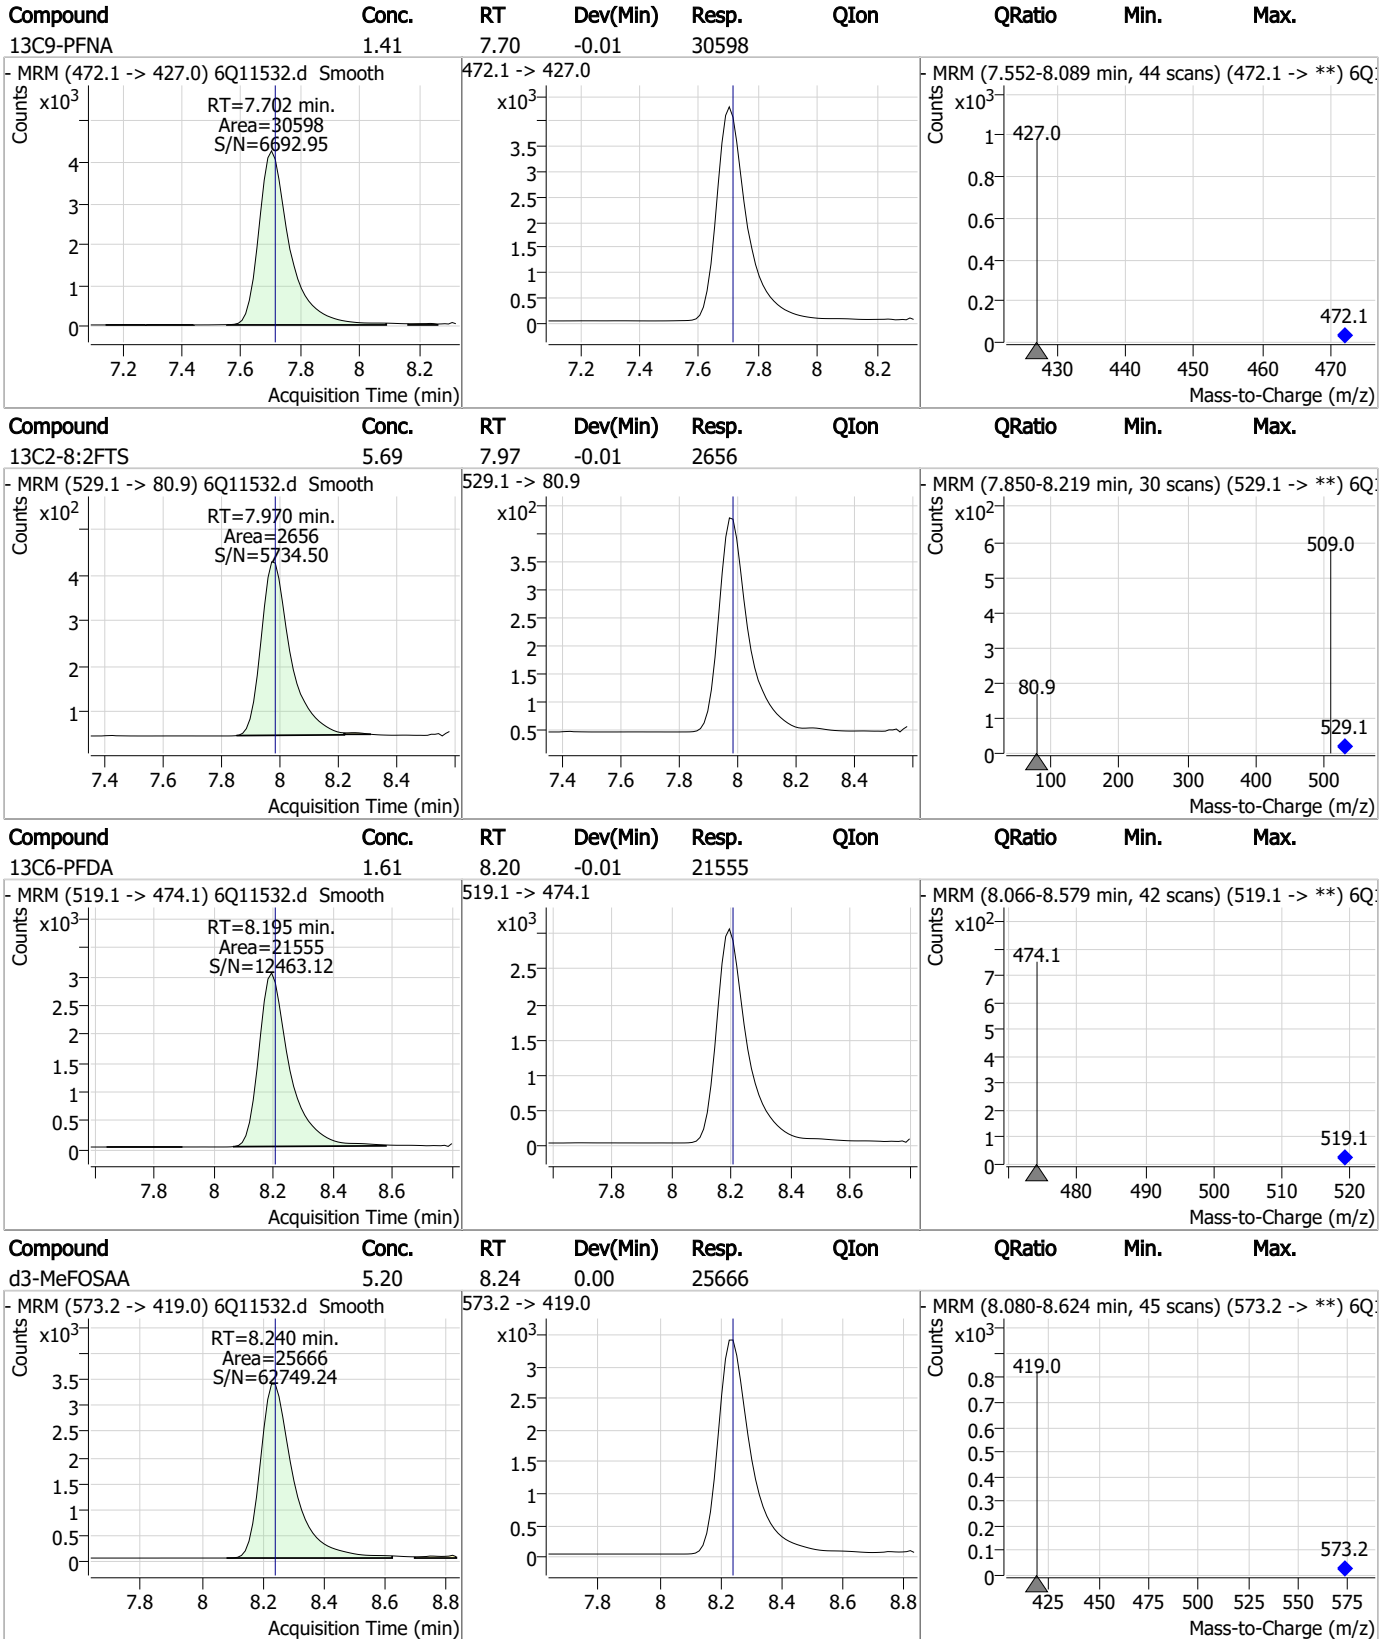 Compound Conc. RT Dev(Min) Resp. QIon QRatio Min. Max.
13C9-PFNA 1.41 7.70 -0.01 30598
- MRM (472.1 -> 427.0) 6Q11532.d Smooth
Counts
x10³
RT=7.702 min.
Area=30598
S/N=6692.95
4
3
2
1
0
7.2 7.4 7.6 7.8 8 8.2
Acquisition Time (min)
472.1 -> 427.0
x10³
3.5
3
2.5
2
1.5
1
0.5
0
7.2 7.4 7.6 7.8 8 8.2
- MRM (7.552-8.089 min, 44 scans) (472.1 -> **) 6Q
Counts
x10³
427.0
1
0.8
0.6
0.4
0.2
0
472.1
430 440 450 460 470
Mass-to-Charge (m/z)
Compound Conc. RT Dev(Min) Resp. QIon QRatio Min. Max.
13C2-8:2FTS 5.69 7.97 -0.01 2656
- MRM (529.1 -> 80.9) 6Q11532.d Smooth
Counts
x10²
RT=7.970 min.
Area=2656
S/N=5734.50
4
3
2
1
7.4 7.6 7.8 8 8.2 8.4
Acquisition Time (min)
529.1 -> 80.9
x10²
3.5
3
2.5
2
1.5
1
0.5
7.4 7.6 7.8 8 8.2 8.4
- MRM (7.850-8.219 min, 30 scans) (529.1 -> **) 6Q
Counts
x10²
509.0
6
5
4
3
2
1
0
80.9
529.1
100 200 300 400 500
Mass-to-Charge (m/z)
Compound Conc. RT Dev(Min) Resp. QIon QRatio Min. Max.
13C6-PFDA 1.61 8.20 -0.01 21555
- MRM (519.1 -> 474.1) 6Q11532.d Smooth
Counts
x10³
RT=8.195 min.
Area=21555
S/N=12463.12
3
2.5
2
1.5
1
0.5
0
7.8 8 8.2 8.4 8.6
Acquisition Time (min)
519.1 -> 474.1
x10³
2.5
2
1.5
1
0.5
0
7.8 8 8.2 8.4 8.6
- MRM (8.066-8.579 min, 42 scans) (519.1 -> **) 6Q
Counts
x10²
474.1
7
6
5
4
3
2
1
0
519.1
480 490 500 510 520
Mass-to-Charge (m/z)
Compound Conc. RT Dev(Min) Resp. QIon QRatio Min. Max.
d3-MeFOSAA 5.20 8.24 0.00 25666
- MRM (573.2 -> 419.0) 6Q11532.d Smooth
Counts
x10³
RT=8.240 min.
Area=25666
S/N=62749.24
3.5
3
2.5
2
1.5
1
0.5
0
7.8 8 8.2 8.4 8.6 8.8
Acquisition Time (min)
573.2 -> 419.0
x10³
3
2.5
2
1.5
1
0.5
0
7.8 8 8.2 8.4 8.6 8.8
- MRM (8.080-8.624 min, 45 scans) (573.2 -> **) 6Q
Counts
x10³
419.0
0.8
0.7
0.6
0.5
0.4
0.3
0.2
0.1
0
573.2
425 450 475 500 525 550 575
Mass-to-Charge (m/z)